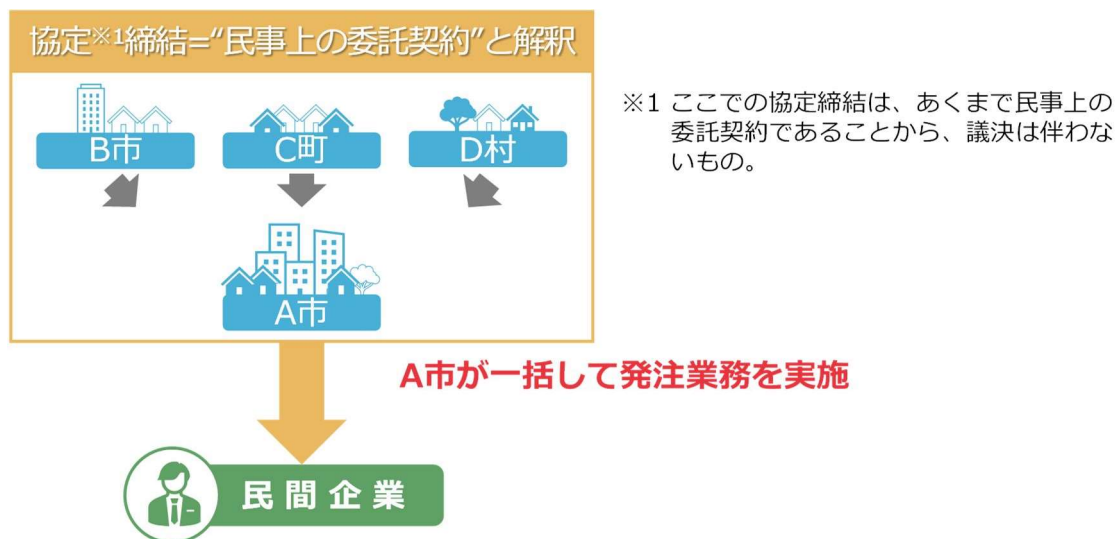 協定※1締結=“民事上の委託契約”と解釈
B市
C町
D村
A市
※1 ここでの協定締結は、あくまで民事上の
委託契約であることから、議決は伴わな
いもの。
A市が一括して発注業務を実施
民間企業